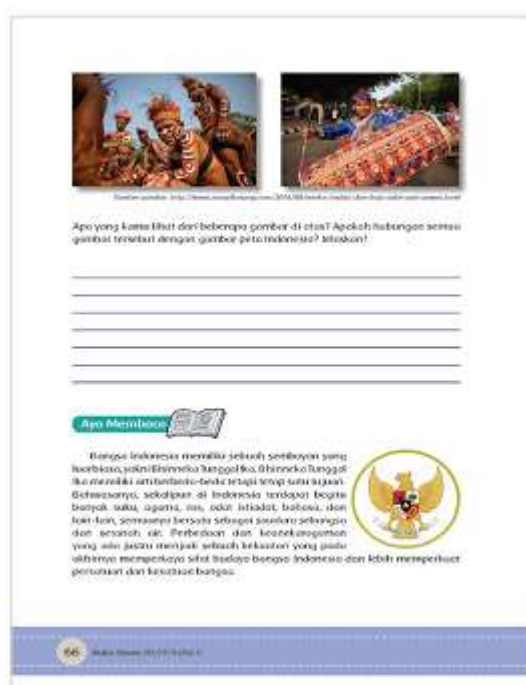 Apa yang kamu lihat dari beberapa gambar di atas? Apakah hubungan semua
gambar tersebut dengan gambar peta Indonesia? Jelaskan!
Ayo Membaca
Bangsa Indonesia memiliki sebuah semboyan yang
luar biasa, yakni Bhinneka Tunggal Ika. Bhinneka Tunggal
Ika memiliki arti berbeda-beda tetapi tetap satu tujuan.
Bahwasanya, sekalipun di Indonesia terdapat begitu
banyak suku, agama, ras, adat istiadat, bahasa, dan
lain-lain, semuanya bersatu sebagai saudara sebangsa
dan setanah air. Perbedaan dan keanekaragaman
yang ada justru menjadi sebuah kekuatan yang pada
akhirnya memperkaya sifat budaya bangsa Indonesia dan lebih memperkuat
persatuan dan kesatuan bangsa.
66 Buku Siswa